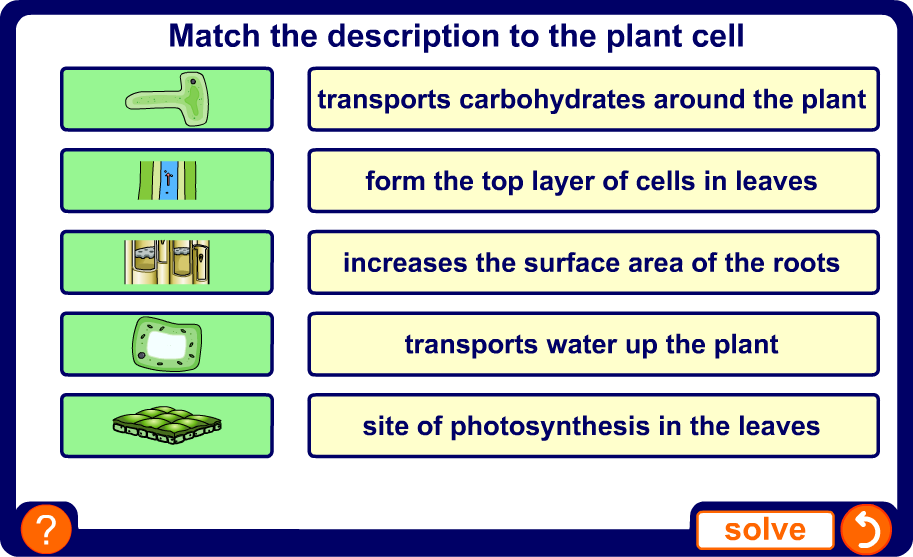 Match the description to the plant cell
transports carbohydrates around the plant
form the top layer of cells in leaves
increases the surface area of the roots
transports water up the plant
site of photosynthesis in the leaves
?
solve